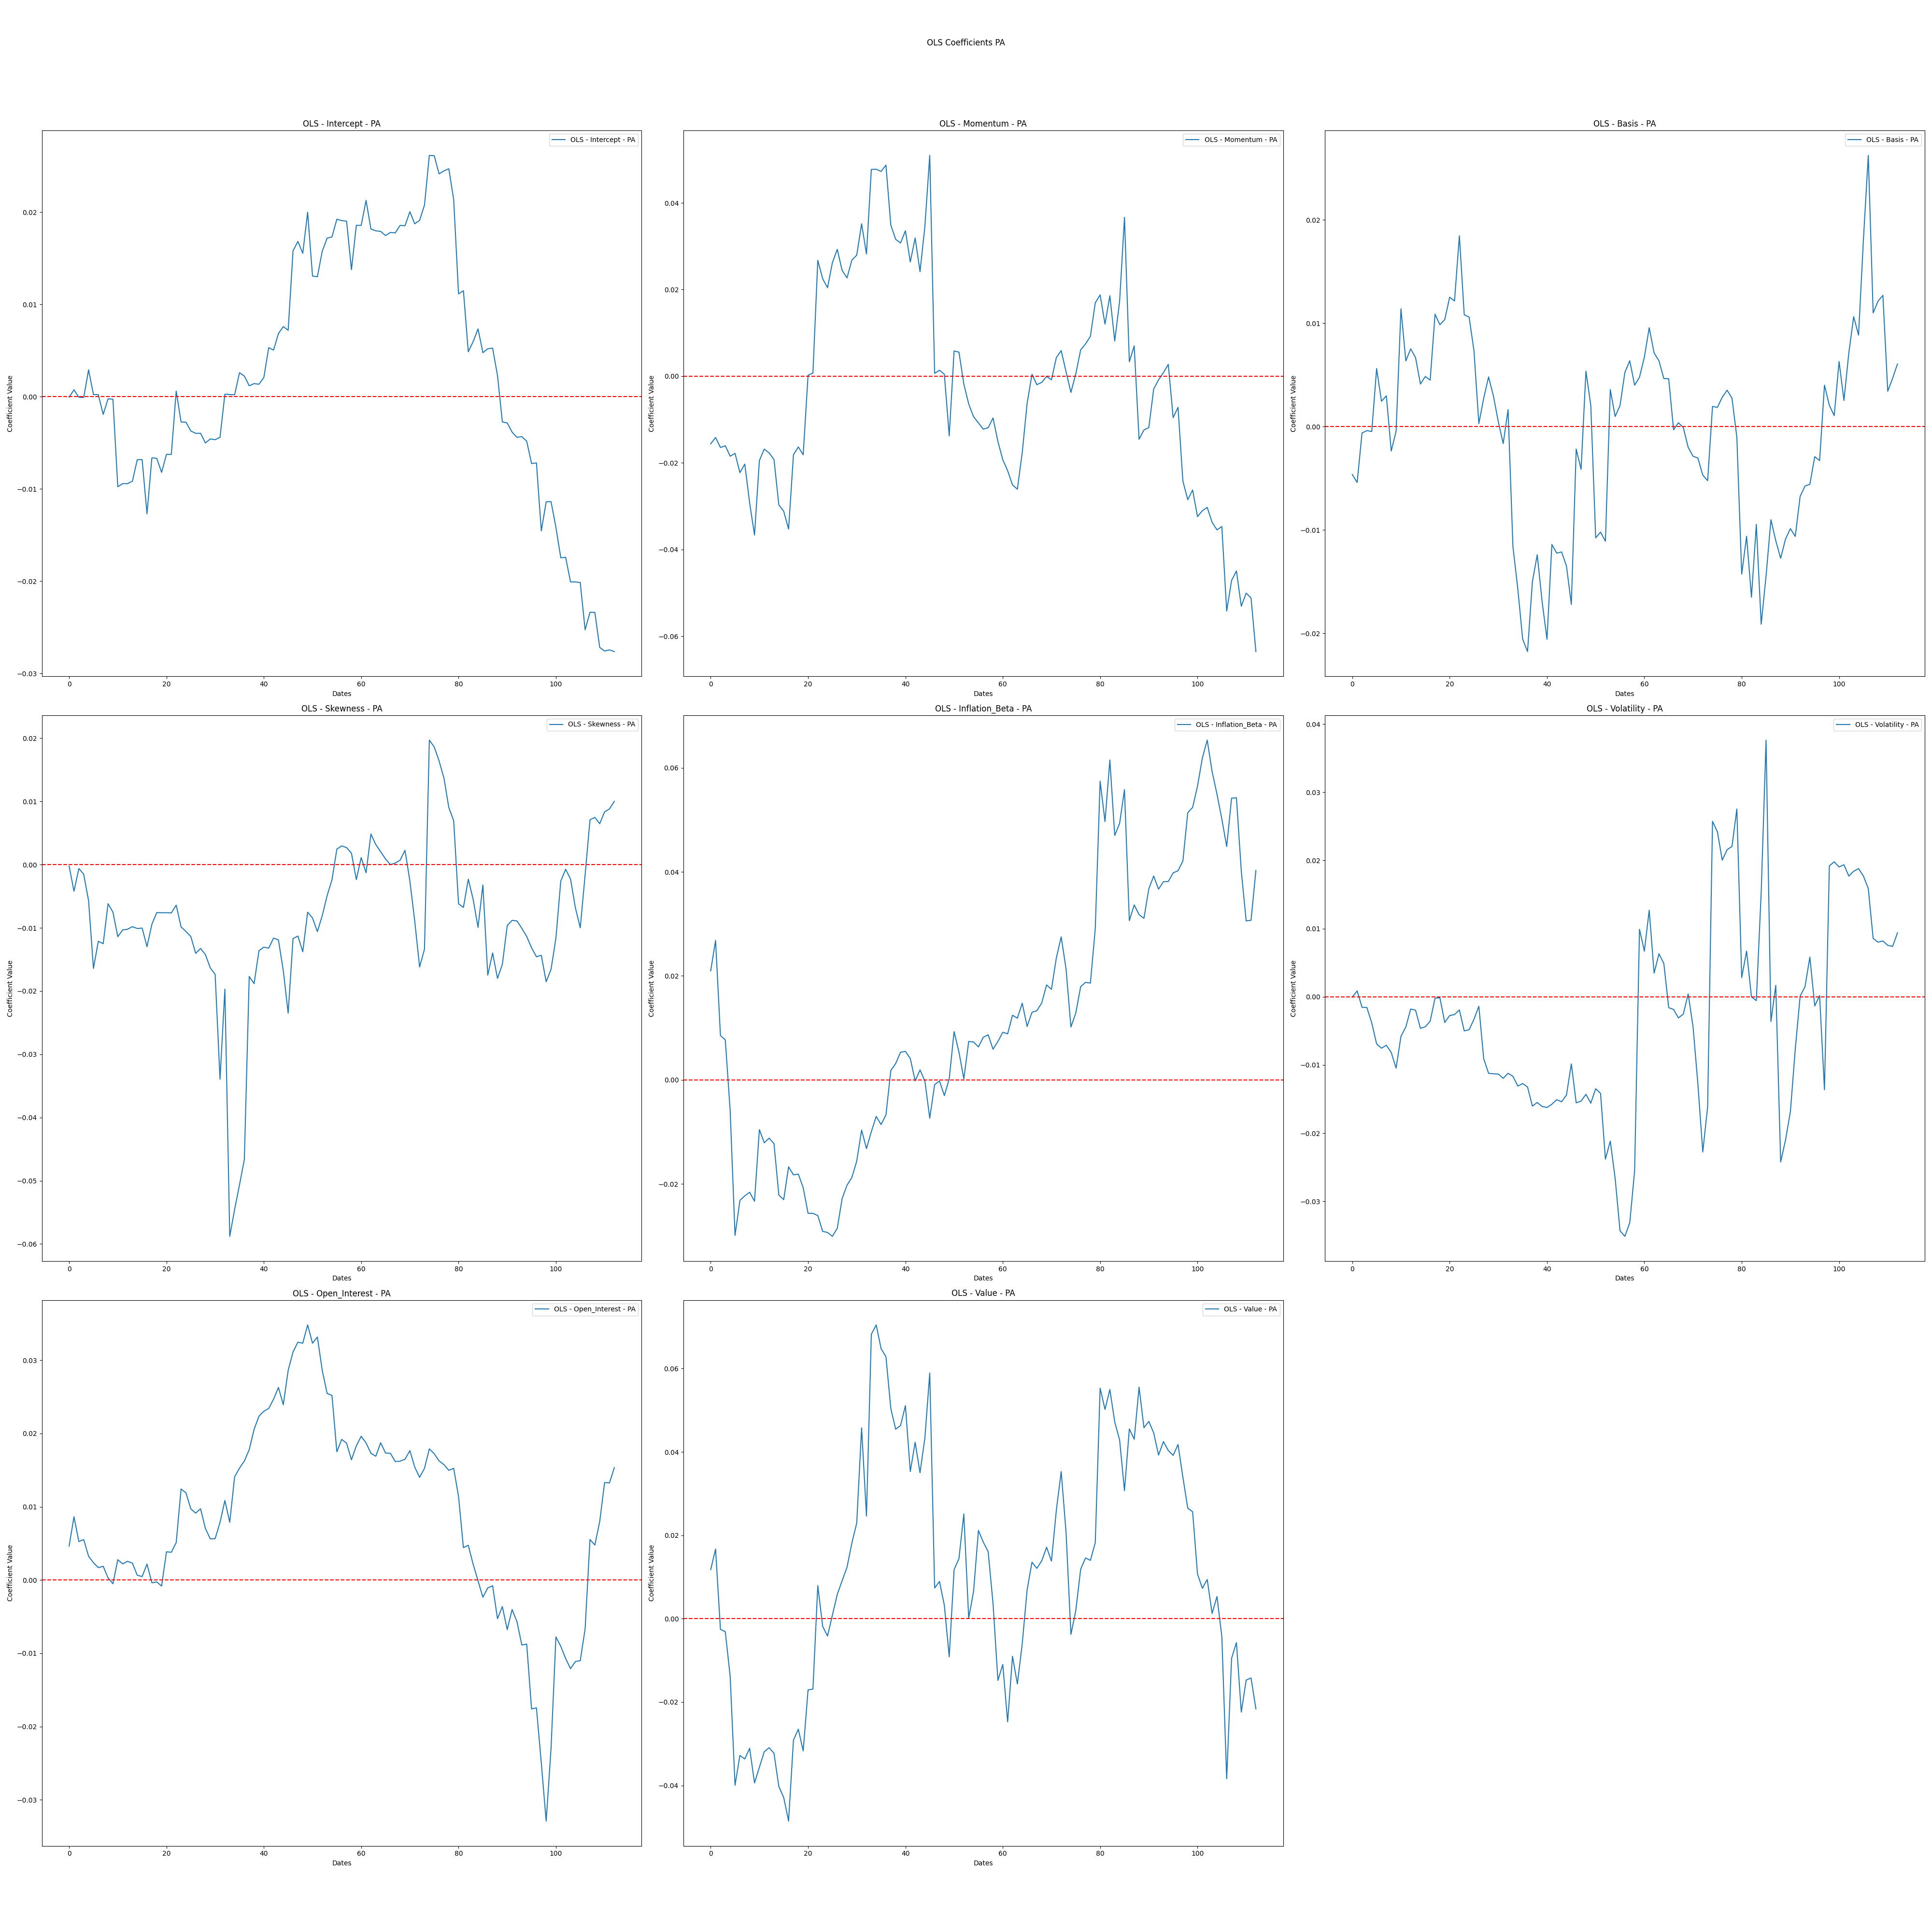 OLS Coefficients PA
OLS - Intercept - PA
OLS - Intercept - PA
Coefficient Value
0.02
0.01
0.00
−0.01
−0.02
−0.03
0 20 40 60 80 100
Dates
OLS - Momentum - PA
OLS - Momentum - PA
Coefficient Value
0.04
0.02
0.00
−0.02
−0.04
−0.06
0 20 40 60 80 100
Dates
OLS - Basis - PA
OLS - Basis - PA
Coefficient Value
0.02
0.01
0.00
−0.01
−0.02
0 20 40 60 80 100
Dates
OLS - Skewness - PA
OLS - Skewness - PA
Coefficient Value
0.02
0.01
0.00
−0.01
−0.02
−0.03
−0.04
−0.05
−0.06
0 20 40 60 80 100
Dates
OLS - Inflation_Beta - PA
OLS - Inflation_Beta - PA
Coefficient Value
0.06
0.04
0.02
0.00
−0.02
0 20 40 60 80 100
Dates
OLS - Volatility - PA
OLS - Volatility - PA
Coefficient Value
0.04
0.03
0.02
0.01
0.00
−0.01
−0.02
−0.03
0 20 40 60 80 100
Dates
OLS - Open_Interest - PA
OLS - Open_Interest - PA
Coefficient Value
0.03
0.02
0.01
0.00
−0.01
−0.02
−0.03
0 20 40 60 80 100
Dates
OLS - Value - PA
OLS - Value - PA
Coefficient Value
0.06
0.04
0.02
0.00
−0.02
−0.04
0 20 40 60 80 100
Dates